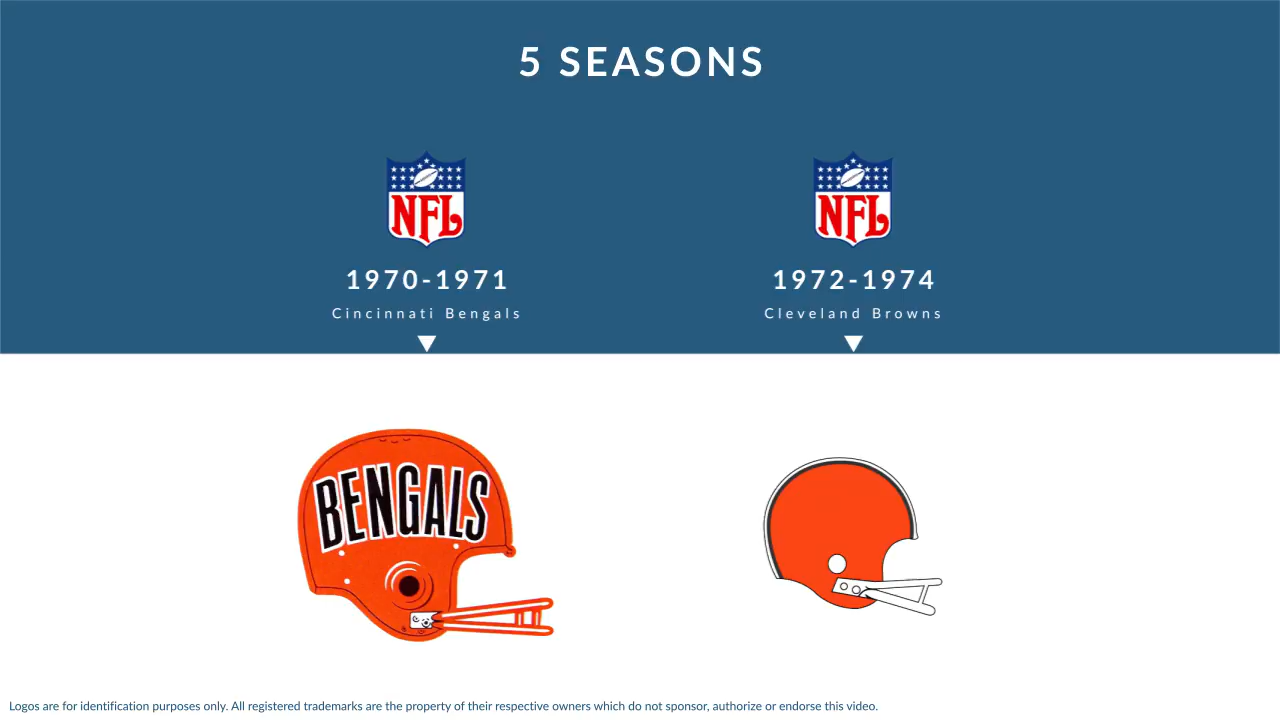 5 SEASONS
NFL NFL
1970-1971 1972-1974
Cincinnati Bengals Cleveland Browns
BENGALS
Logos are for identification purposes only. All registered trademarks are the property of their respective owners which do not sponsor, authorize or endorse this video.